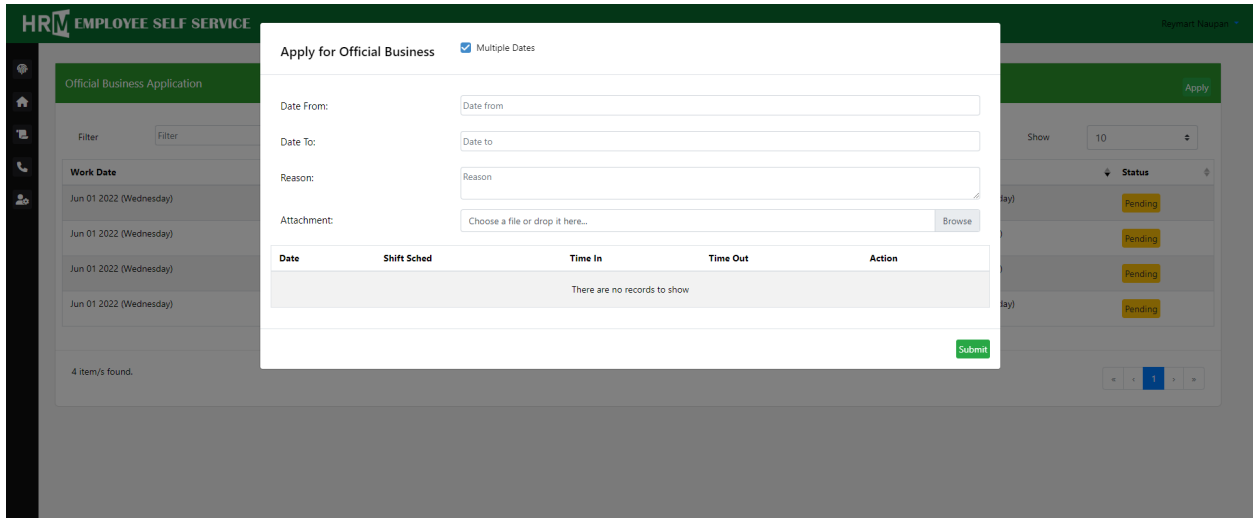 HRM EMPLOYEE SELF SERVICE
Apply for Official Business
Multiple Dates
Official Business Application
Apply
Date From:
Date from
Filter
Filter
Date To:
Date to
Show
10
Work Date
Reason:
Reason
Status
Jun 01 2022 (Wednesday)
day)
Pending
Attachment:
Choose a file or drop it here...
Browse
Jun 01 2022 (Wednesday)
)
Pending
Date Shift Sched Time In Time Out Action
Jun 01 2022 (Wednesday)
)
Pending
There are no records to show
Jun 01 2022 (Wednesday)
day)
Pending
Submit
4 item/s found.
« ‹ 1 › »